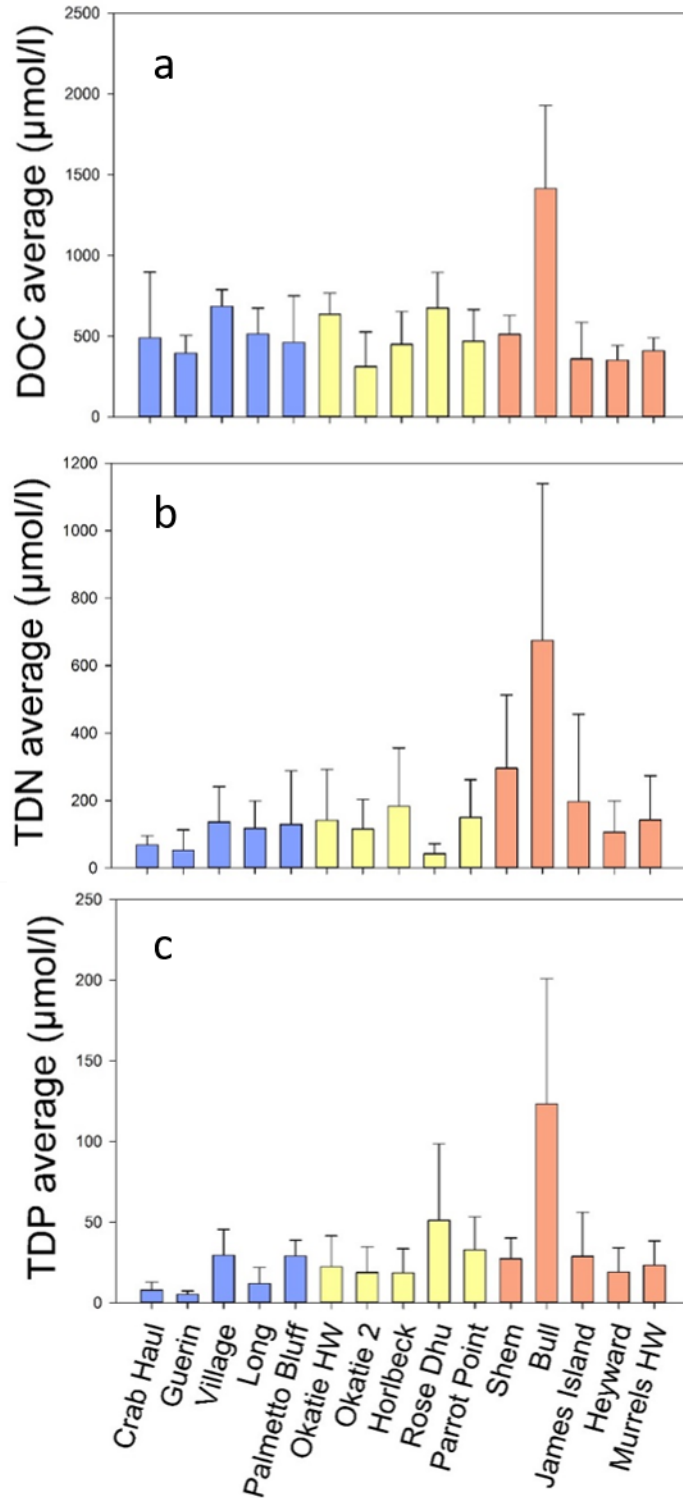 DOC average (µmol/l)
2500
2000
1500
1000
500
0
a
TDN average (µmol/l)
1200
1000
800
600
400
200
0
b
TDP average (µmol/l)
250
200
150
100
50
0
c
Crab Haul
Guerin
Village
Long
Palmetto Bluff
Okatie HW
Okatie 2
Horlbeck
Rose Dhu
Parrot Point
Shem
Bull
James Island
Heyward
Murrels HW